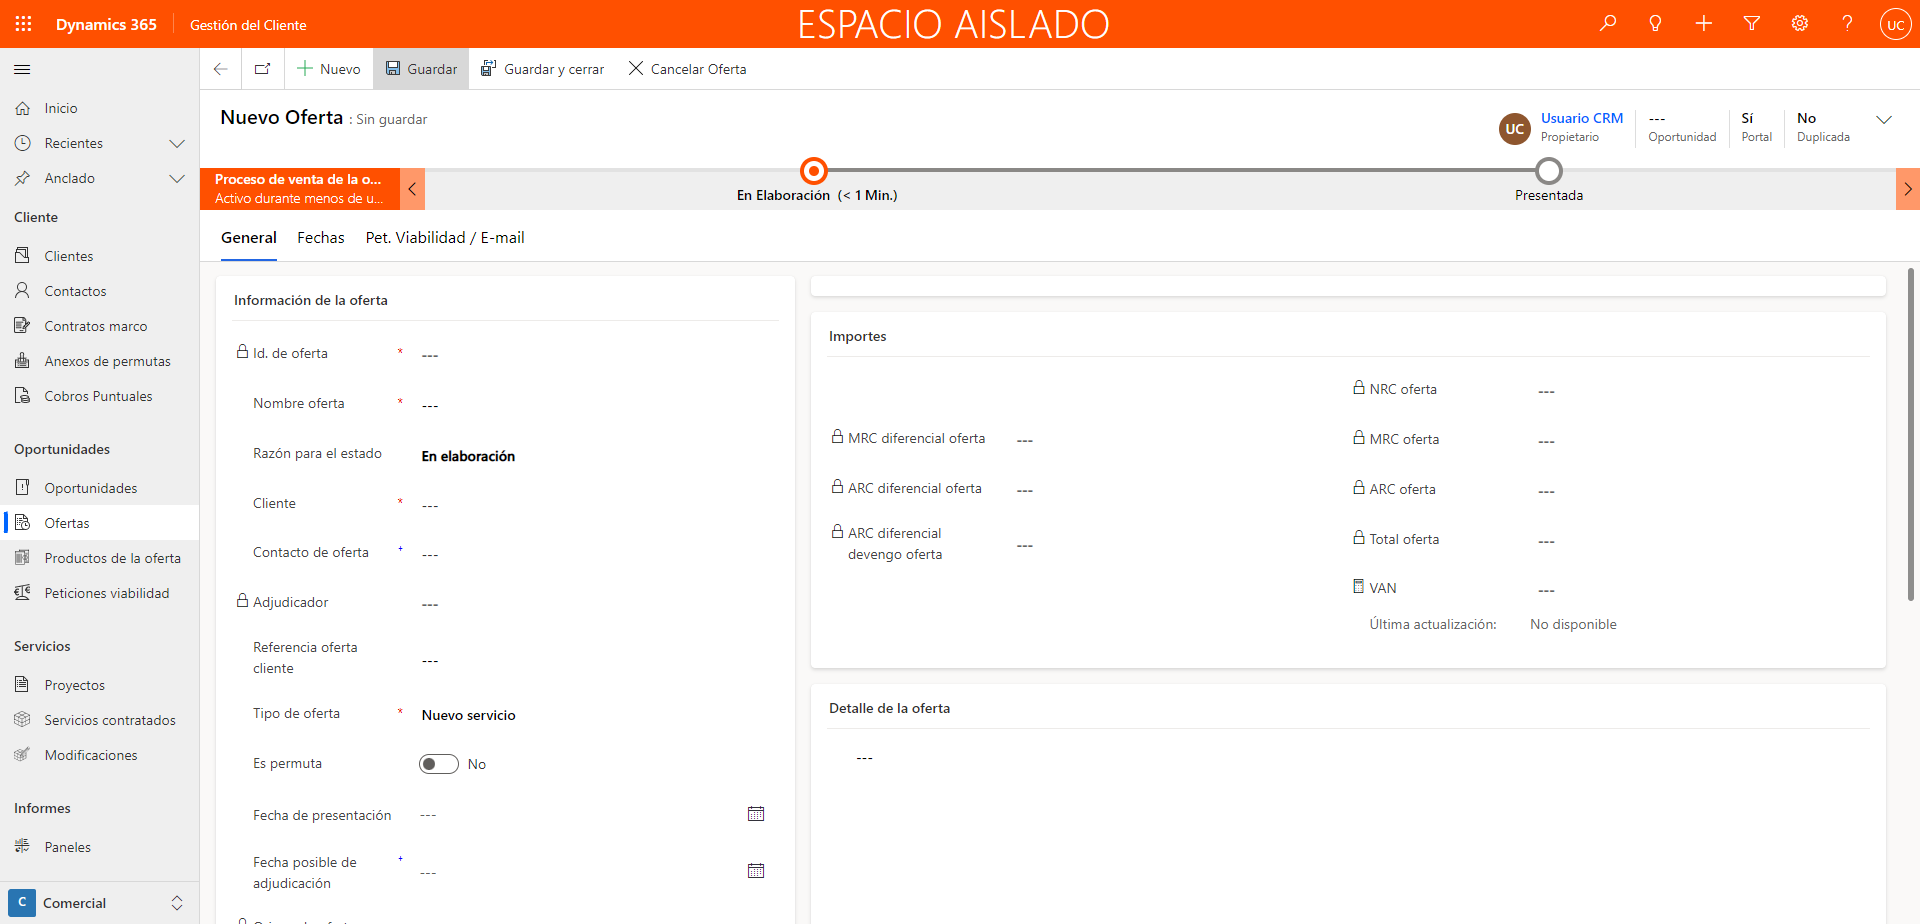 Dynamics 365
Gestión del Cliente
ESPACIO AISLADO
UC
Nuevo
Guardar
Guardar y cerrar
Cancelar Oferta
Inicio
Recientes
Anclado
Cliente
Clientes
Contactos
Contratos marco
Anexos de permutas
Cobros Puntuales
Oportunidades
Oportunidades
Ofertas
Productos de la oferta
Peticiones viabilidad
Servicios
Proyectos
Servicios contratados
Modificaciones
Informes
Paneles
C Comercial
Nuevo Oferta : Sin guardar
UC
Usuario CRM
Propietario
---
Oportunidad
Sí
Portal
No
Duplicada
Proceso de venta de la o...
Activo durante menos de u...
En Elaboración (< 1 Min.)
Presentada
General
Fechas
Pet. Viabilidad / E-mail
Información de la oferta
Id. de oferta * ---
Nombre oferta * ---
Razón para el estado En elaboración
Cliente * ---
Contacto de oferta + ---
Adjudicador ---
Referencia oferta
cliente ---
Tipo de oferta * Nuevo servicio
Es permuta No
Fecha de presentación ---
Fecha posible de
adjudicación + ---
Importes
MRC diferencial oferta ---
ARC diferencial oferta ---
ARC diferencial
devengo oferta ---
NRC oferta ---
MRC oferta ---
ARC oferta ---
Total oferta ---
VAN ---
Última actualización: No disponible
Detalle de la oferta
---